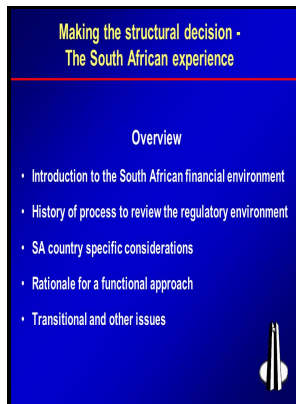 Making the structural decision -
The South African experience
Overview
• Introduction to the South African financial environment
• History of process to review the regulatory environment
• SA country specific considerations
• Rationale for a functional approach
• Transitional and other issues